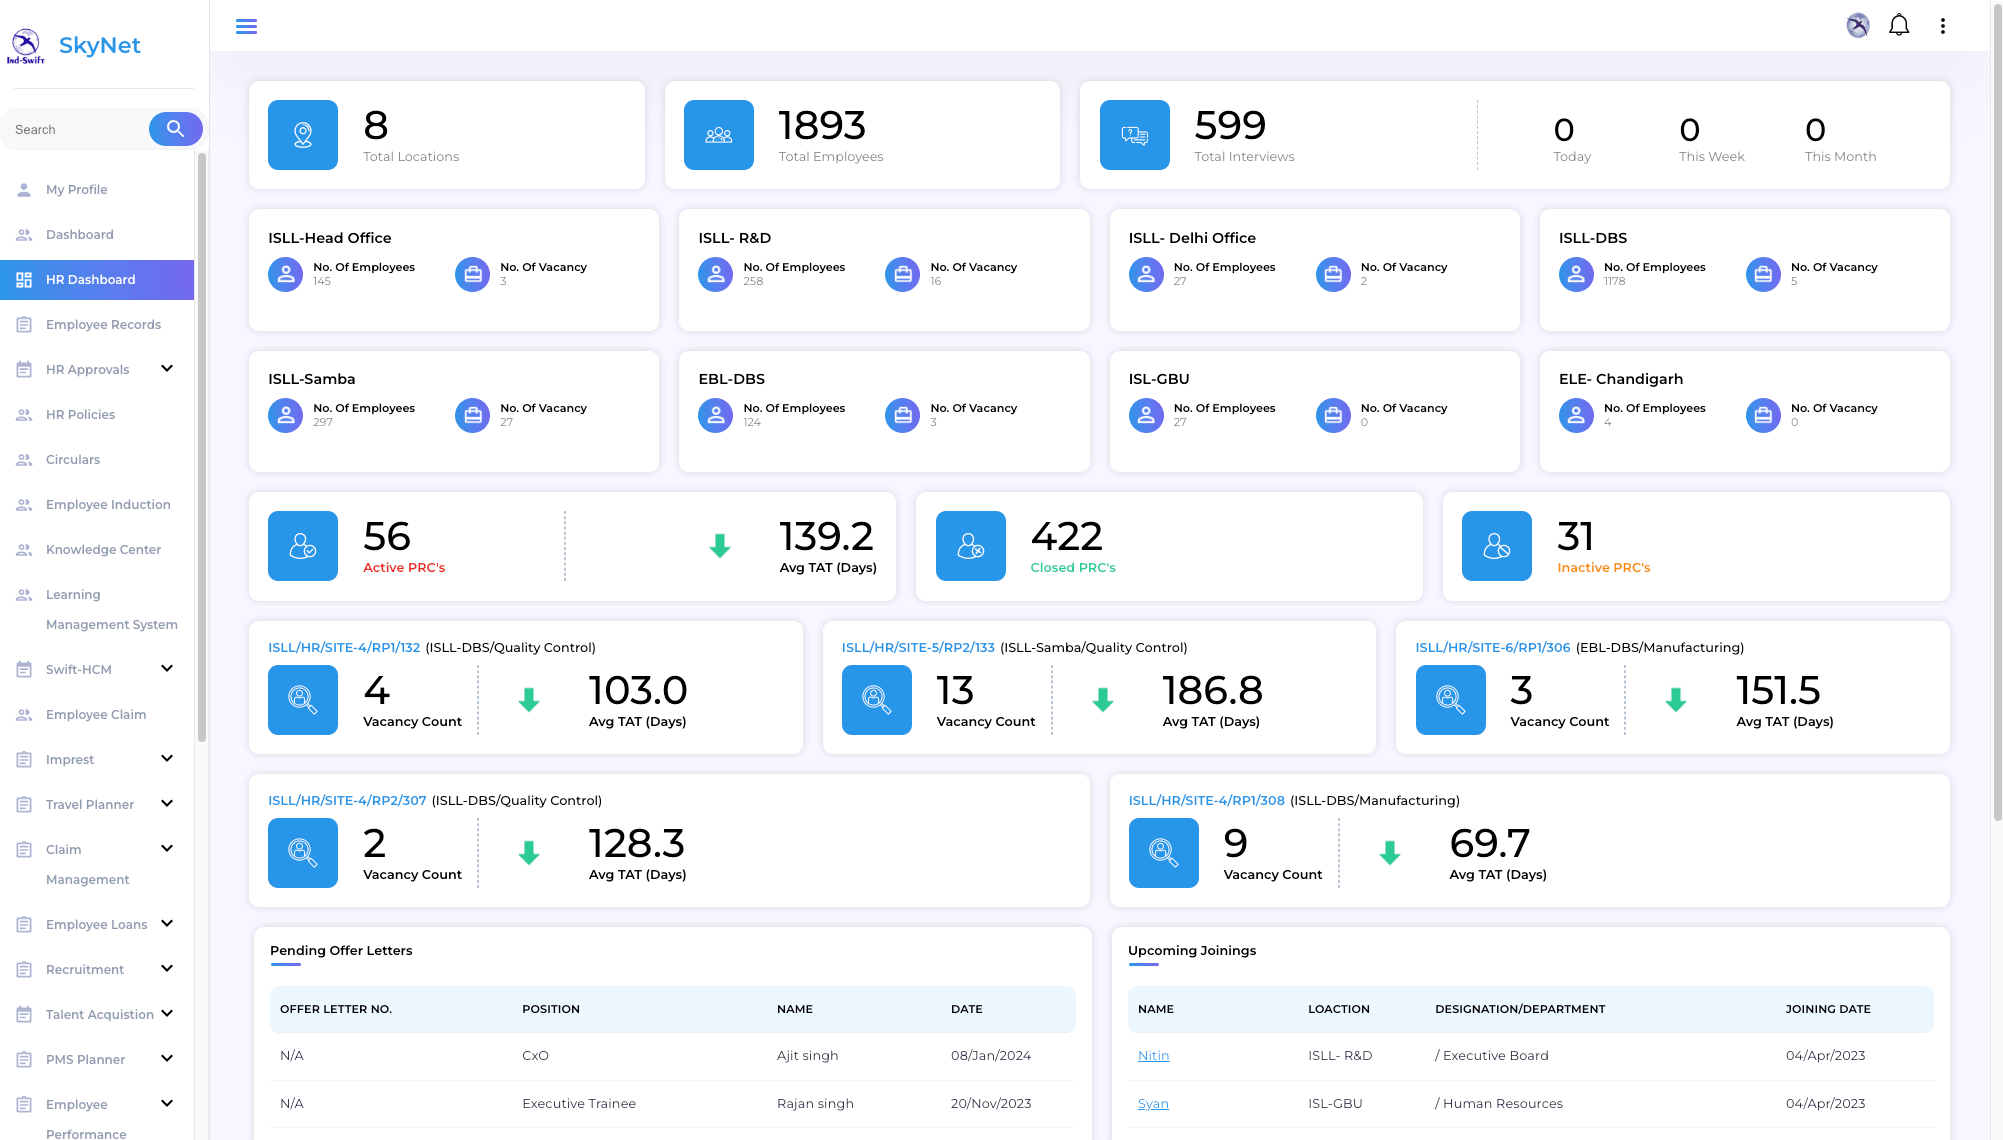 Ind-Swift
SkyNet
Search
My Profile
Dashboard
HR Dashboard
Employee Records
HR Approvals
HR Policies
Circulars
Employee Induction
Knowledge Center
Learning
Management System
Swift-HCM
Employee Claim
Imprest
Travel Planner
Claim
Management
Employee Loans
Recruitment
Talent Acquistion
PMS Planner
Employee
Performance
8
Total Locations
1893
Total Employees
599
Total Interviews
0
Today
0
This Week
0
This Month
ISLL-Head Office
No. Of Employees
145
No. Of Vacancy
3
ISLL- R&D
No. Of Employees
258
No. Of Vacancy
16
ISLL- Delhi Office
No. Of Employees
27
No. Of Vacancy
2
ISLL-DBS
No. Of Employees
1178
No. Of Vacancy
5
ISLL-Samba
No. Of Employees
297
No. Of Vacancy
27
EBL-DBS
No. Of Employees
124
No. Of Vacancy
3
ISL-GBU
No. Of Employees
27
No. Of Vacancy
0
ELE- Chandigarh
No. Of Employees
4
No. Of Vacancy
0
56
Active PRC's
139.2
Avg TAT (Days)
422
Closed PRC's
31
Inactive PRC's
ISLL/HR/SITE-4/RP1/132 (ISLL-DBS/Quality Control)
4
Vacancy Count
103.0
Avg TAT (Days)
ISLL/HR/SITE-5/RP2/133 (ISLL-Samba/Quality Control)
13
Vacancy Count
186.8
Avg TAT (Days)
ISLL/HR/SITE-6/RP1/306 (EBL-DBS/Manufacturing)
3
Vacancy Count
151.5
Avg TAT (Days)
ISLL/HR/SITE-4/RP2/307 (ISLL-DBS/Quality Control)
2
Vacancy Count
128.3
Avg TAT (Days)
ISLL/HR/SITE-4/RP1/308 (ISLL-DBS/Manufacturing)
9
Vacancy Count
69.7
Avg TAT (Days)
Pending Offer Letters
OFFER LETTER NO. POSITION NAME DATE
N/A CxO Ajit singh 08/Jan/2024
N/A Executive Trainee Rajan singh 20/Nov/2023
Upcoming Joinings
NAME LOACTION DESIGNATION/DEPARTMENT JOINING DATE
Nitin ISLL- R&D / Executive Board 04/Apr/2023
Syan ISL-GBU / Human Resources 04/Apr/2023